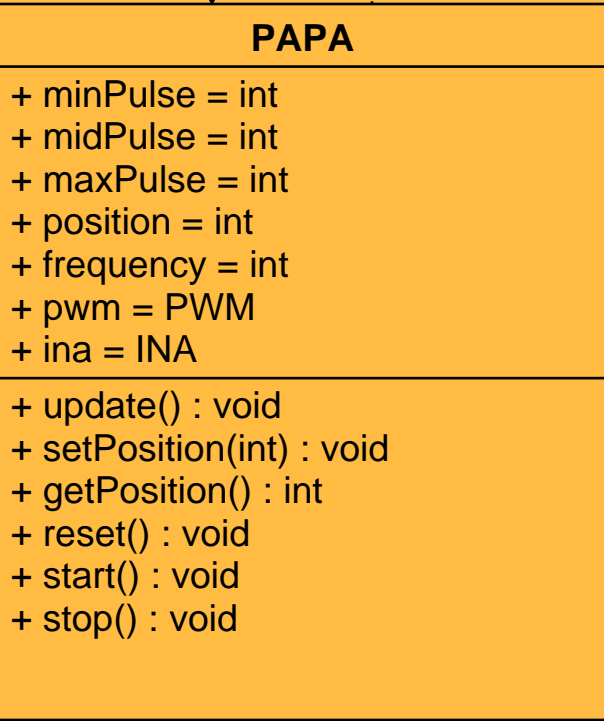 PAPA
+ minPulse = int
+ midPulse = int
+ maxPulse = int
+ position = int
+ frequency = int
+ pwm = PWM
+ ina = INA
+ update() : void
+ setPosition(int) : void
+ getPosition() : int
+ reset() : void
+ start() : void
+ stop() : void